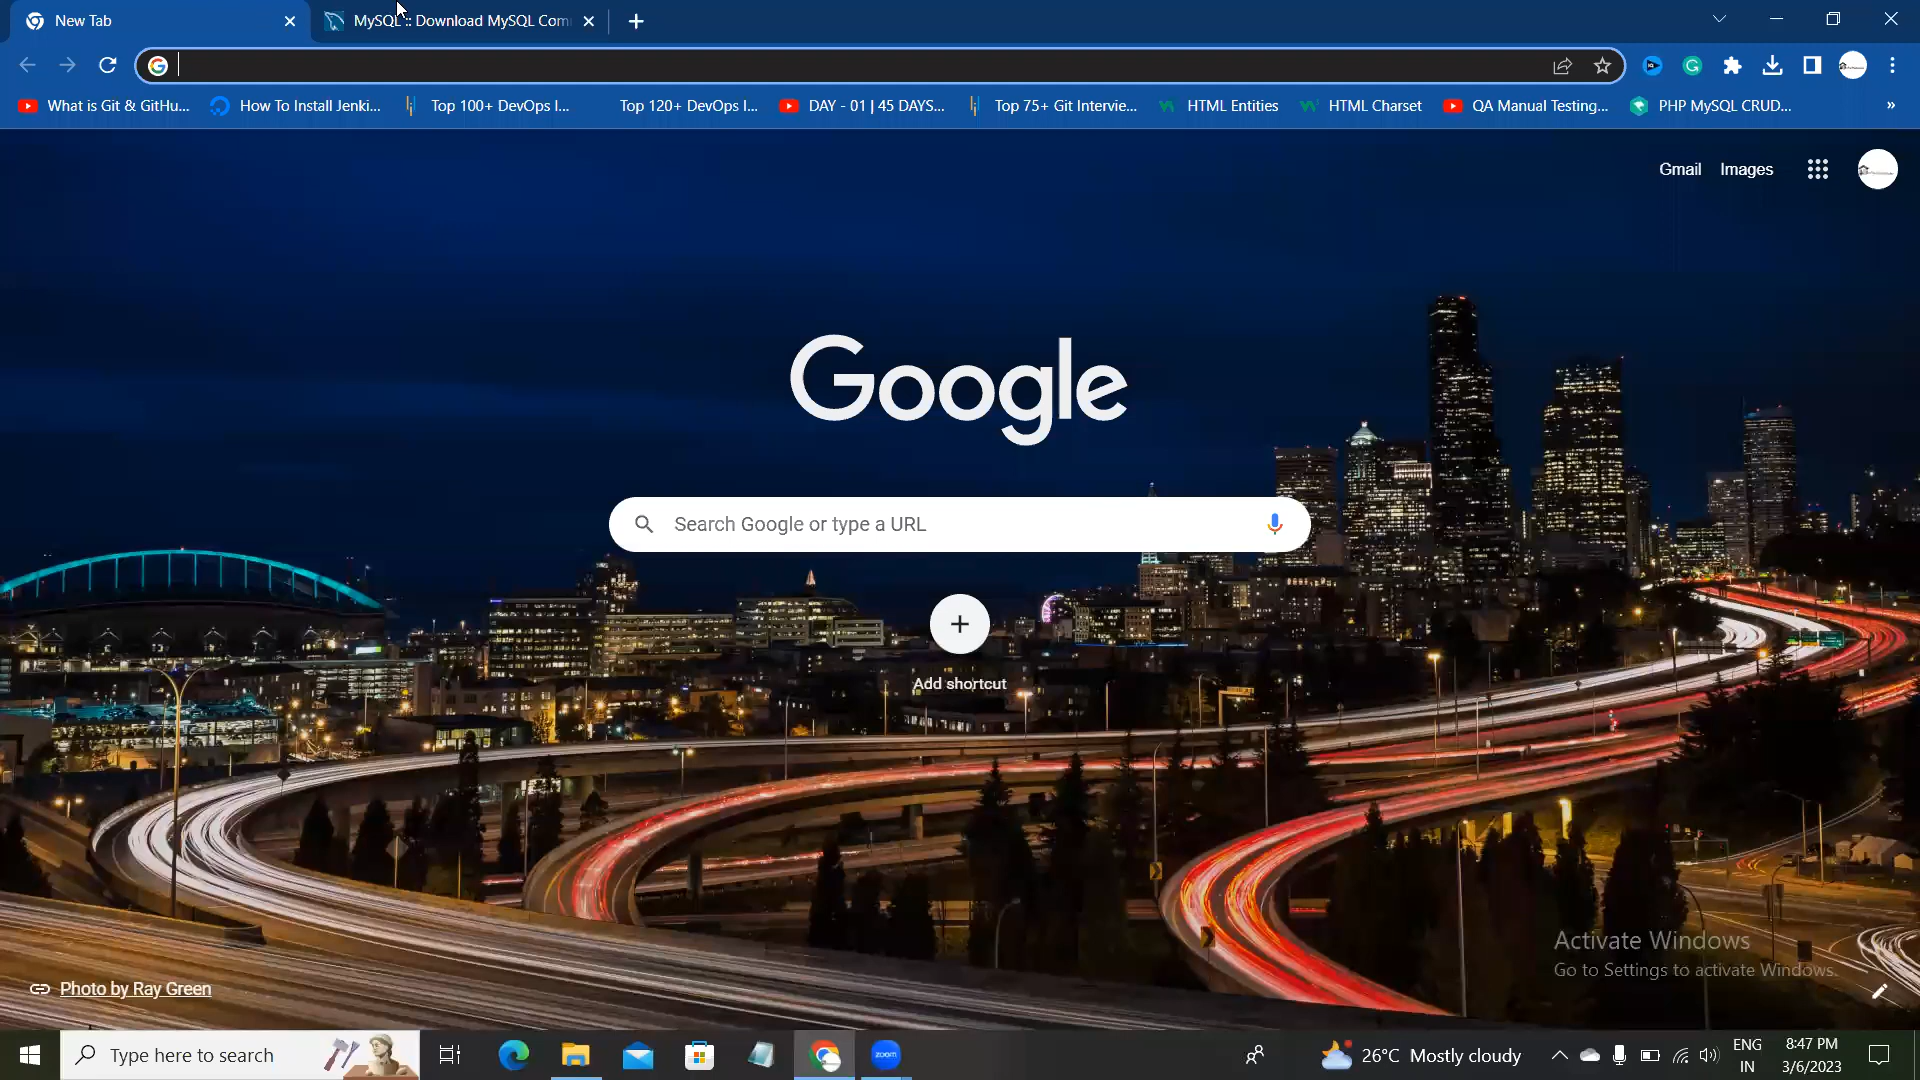 New Tab
MySQL :: Download MySQL Com
What is Git & GitHu...
How To Install Jenki...
Top 100+ DevOps I...
Top 120+ DevOps I...
DAY - 01 | 45 DAYS...
Top 75+ Git Intervie...
HTML Entities
HTML Charset
QA Manual Testing...
PHP MySQL CRUD...
»
Gmail
Images
Google
Search Google or type a URL
Add shortcut
Activate Windows
Go to Settings to activate Windows.
Photo by Ray Green
Type here to search
zoom
26°C Mostly cloudy
ENG
IN
8:47 PM
3/6/2023